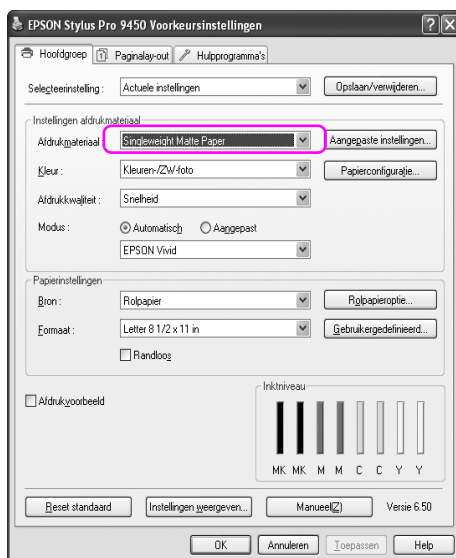 EPSON Stylus Pro 9450 Voorkeursinstellingen
Hoofdgroep Paginalay-out Hulpprogramma's
Selecteerinstelling : Actuele instellingen Opslaan/verwijderen...
Instellingen afdrukmateriaal
Afdrukmateriaal : Singleweight Matte Paper Aangepaste instellingen...
Kleur : Kleuren-/ZW-foto Papierconfiguratie...
Afdrukkwaliteit : Snelheid
Modus : Automatisch Aangepast
EPSON Vivid
Papierinstellingen
Bron : Rolpapier Rolpapieroptie...
Formaat : Letter 8 1/2 x 11 in Gebruikergedefinieerd...
Randloos
Afdrukvoorbeeld
Inktniveau
MK MK M M C C Y Y
Reset standaard Instellingen weergeven... Manueel(Z) Versie 6.50
OK Annuleren Toepassen Help